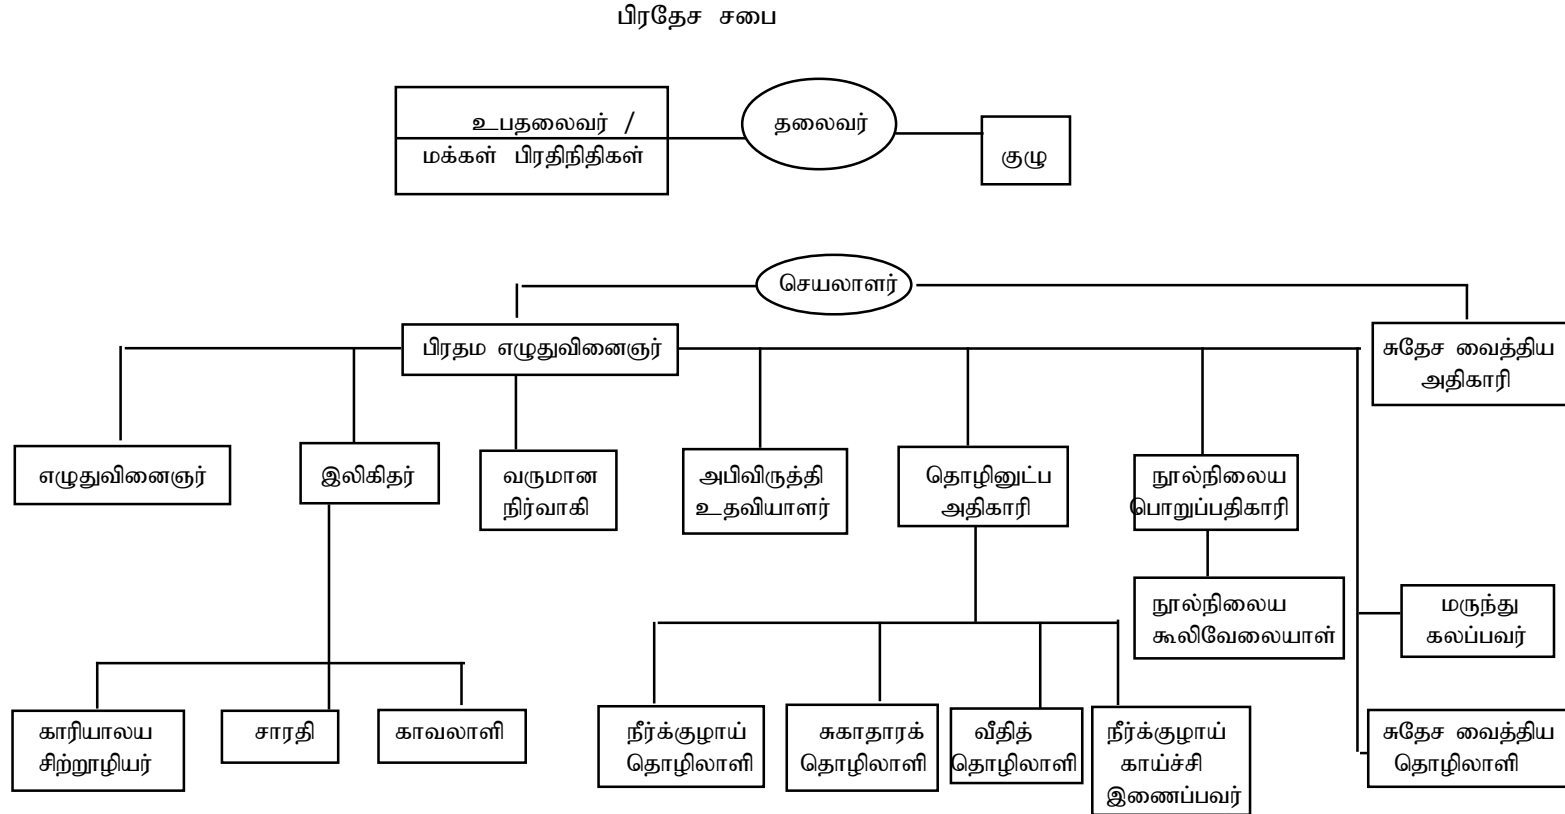 பிரதேச சபை
உபதலைவர் /
மக்கள் பிரதிநிதிகள்
தலைவர்
குழு
செயலாளர்
பிரதம எழுதுவினைஞர்
சுதேச வைத்திய
அதிகாரி
எழுதுவினைஞர்
இலிகிதர்
வருமான
நிர்வாகி
அபிவிருத்தி
உதவியாளர்
தொழினுட்ப
அதிகாரி
நூல்நிலைய
பொறுப்பதிகாரி
நூல்நிலைய
கூலிவேலையாள்
மருந்து
கலப்பவர்
காரியாலய
சிற்றூழியர்
சாரதி
காவலாளி
நீர்க்குழாய்
தொழிலாளி
சுகாதாரக்
தொழிலாளி
வீதித்
தொழிலாளி
நீர்க்குழாய்
காய்ச்சி
இணைப்பவர்
சுதேச வைத்திய
தொழிலாளி